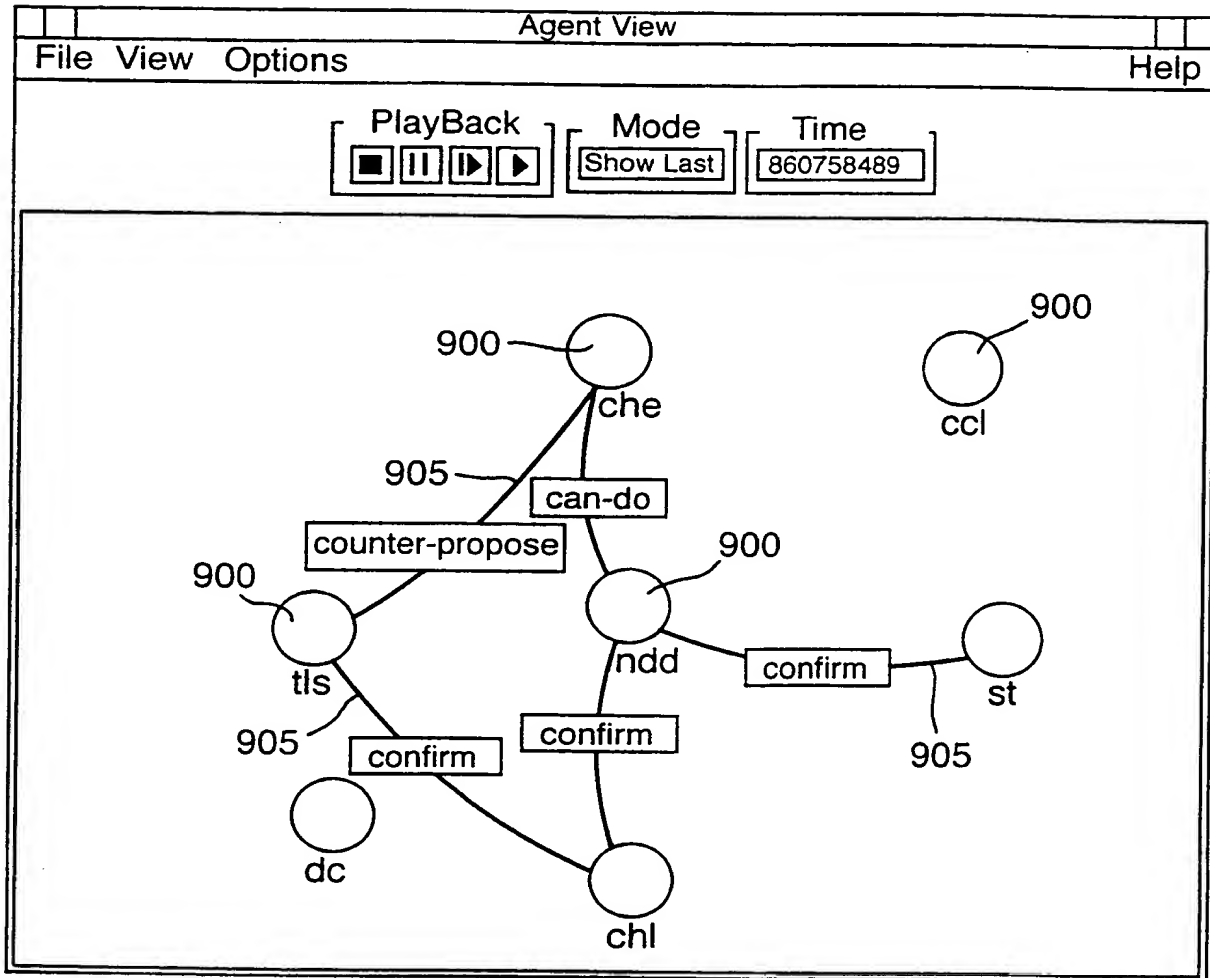 Agent View
File View Options Help
PlayBack Mode Time
Show Last 860758489
900
900
che
ccl
905
can-do
counter-propose
900
900
ndd
tls
confirm
st
905
confirm
confirm
905
dc
chl